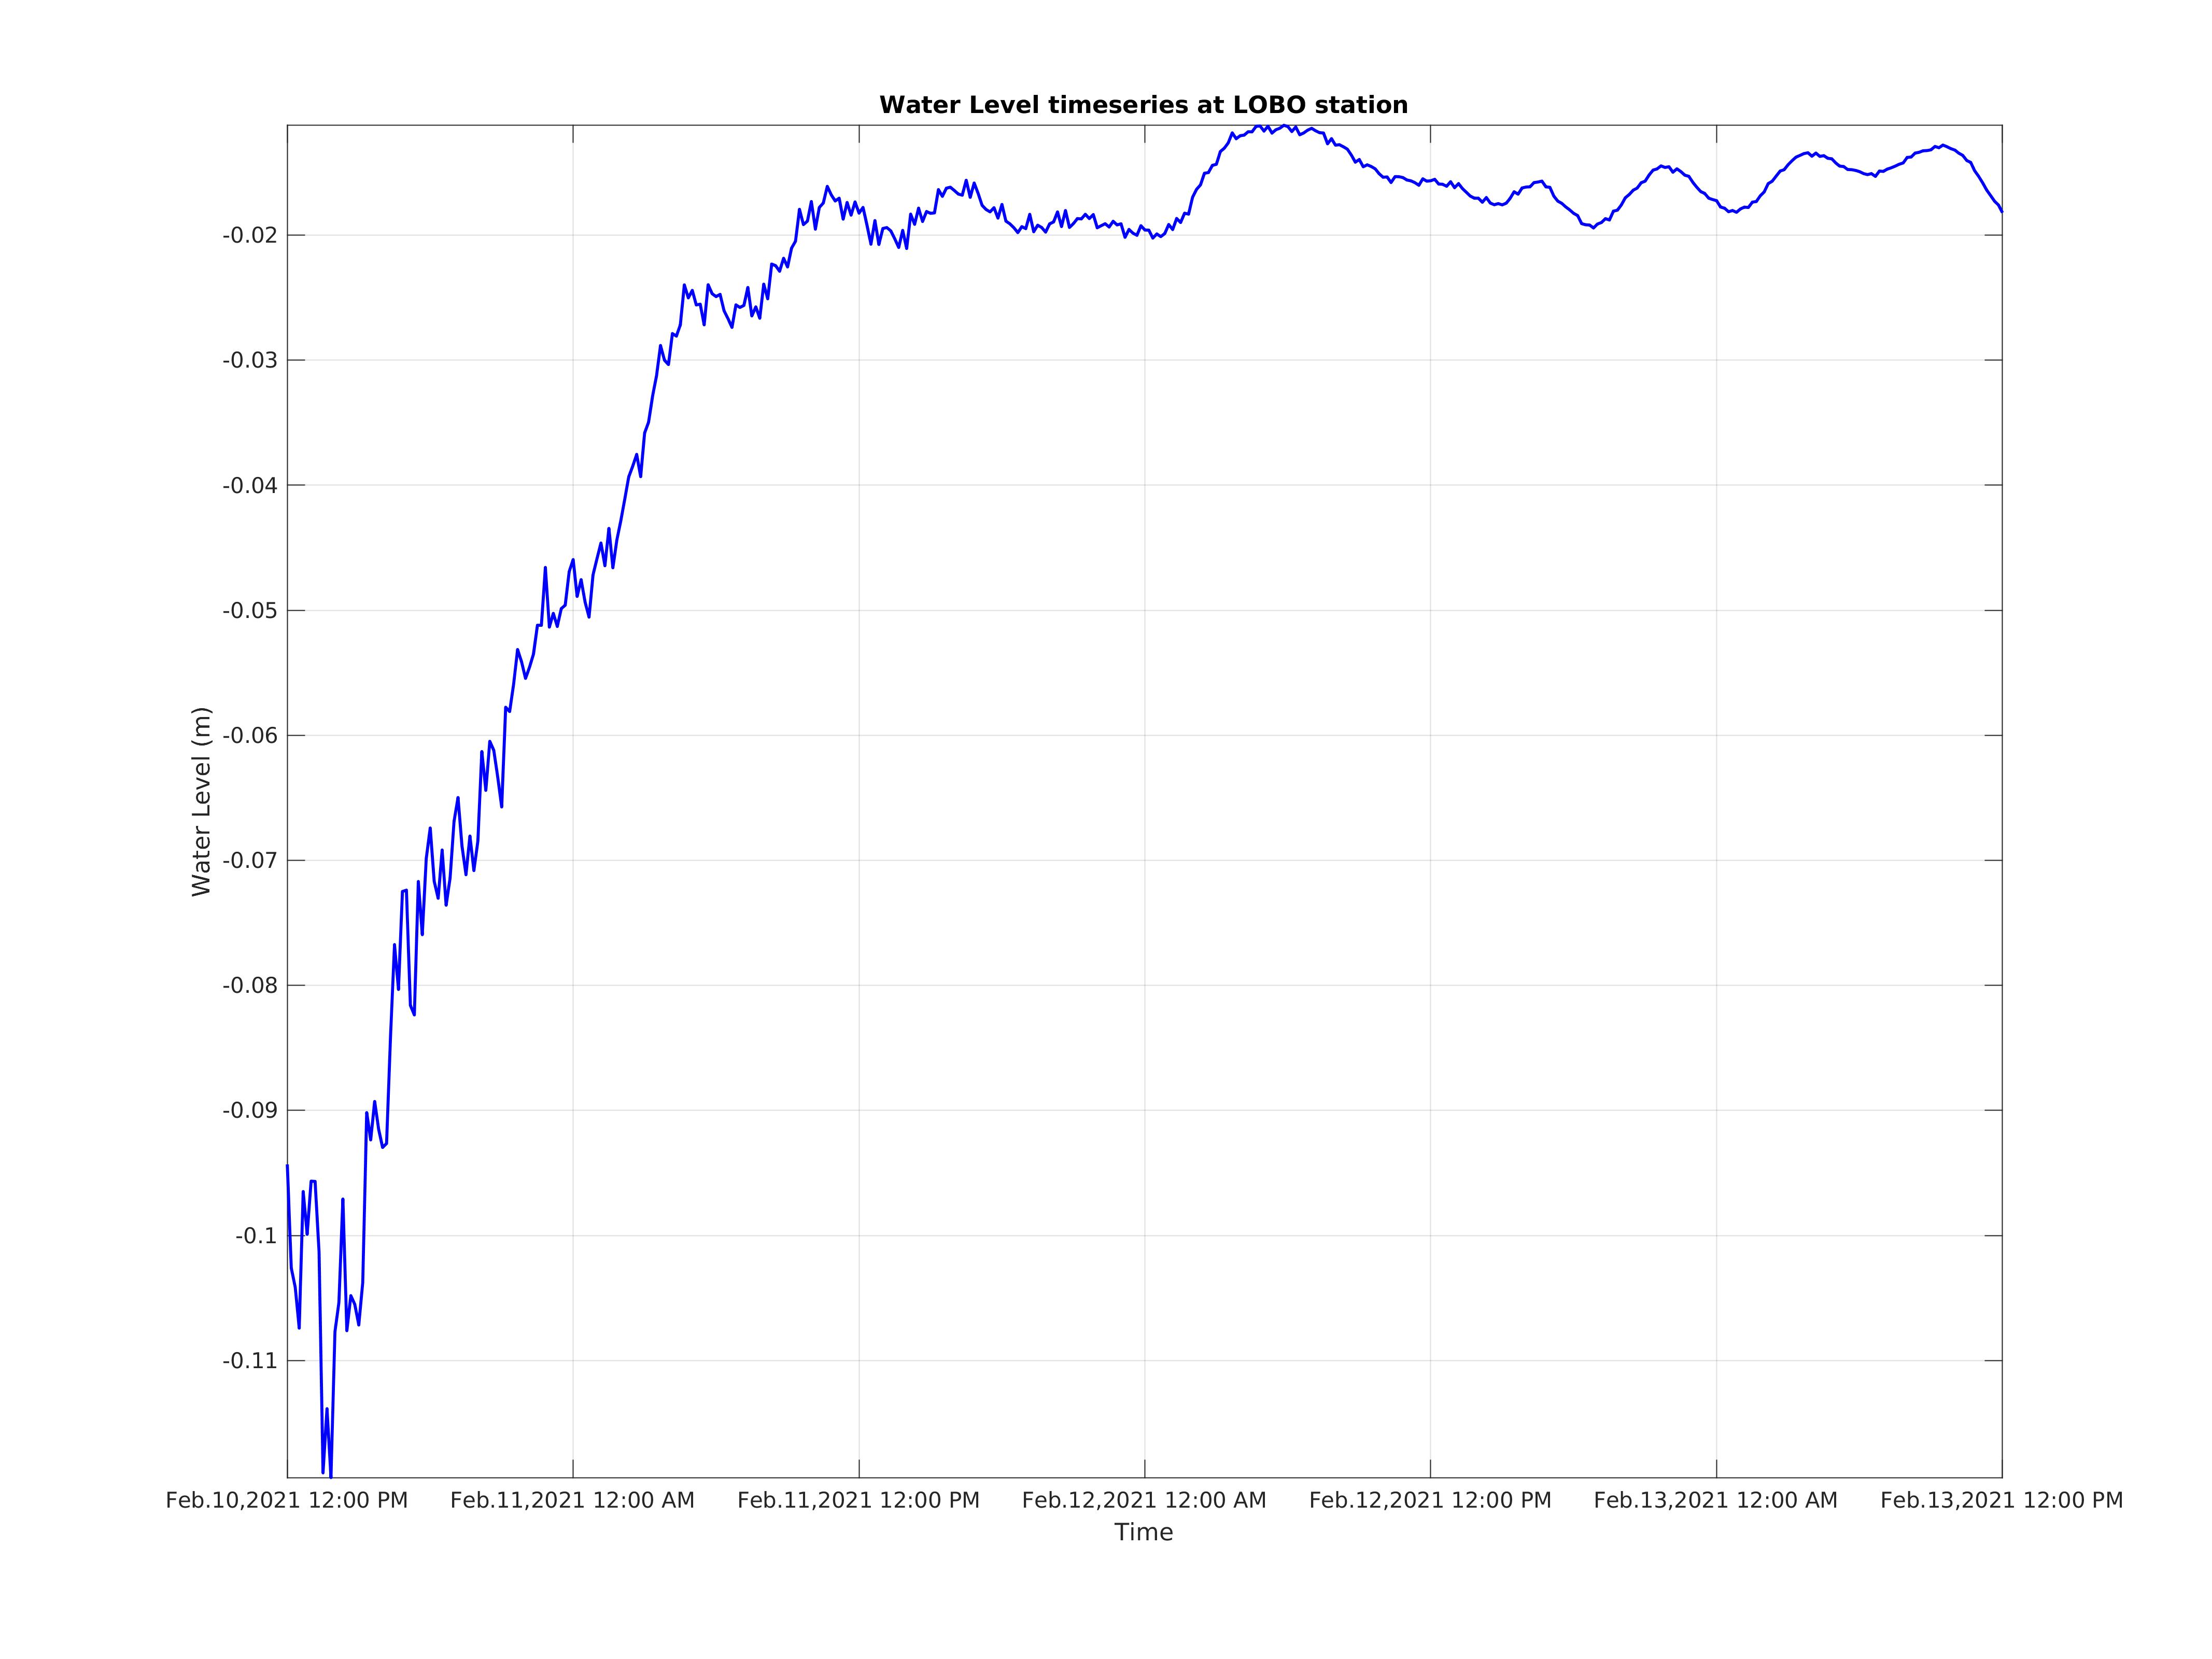 Water Level timeseries at LOBO station
-0.02
-0.03
-0.04
-0.05
-0.06
-0.07
-0.08
-0.09
-0.1
-0.11
Water Level (m)
Feb.10,2021 12:00 PM Feb.11,2021 12:00 AM Feb.11,2021 12:00 PM Feb.12,2021 12:00 AM Feb.12,2021 12:00 PM Feb.13,2021 12:00 AM Feb.13,2021 12:00 PM
Time